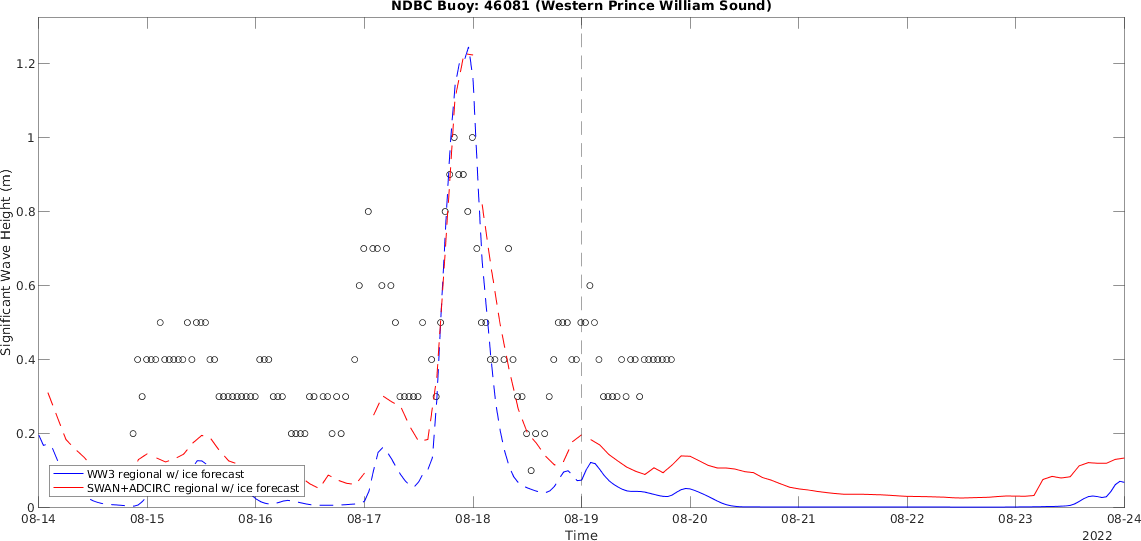 NDBC Buoy: 46081 (Western Prince William Sound)
Significant Wave Height (m)
1.2
1
0.8
0.6
0.4
0.2
0
WW3 regional w/ ice forecast
SWAN+ADCIRC regional w/ ice forecast
08-14 08-15 08-16 08-17 08-18 08-19 08-20 08-21 08-22 08-23 08-24
Time
2022